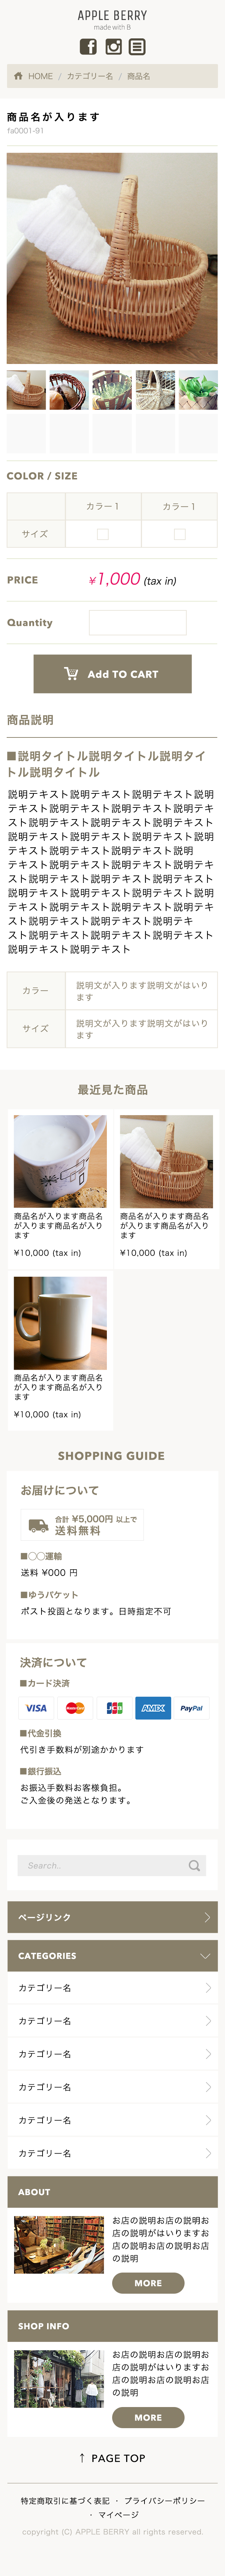 APPLE BERRY
made with B
HOME / カテゴリー名 / 商品名
商品名が入ります
fa0001-91
COLOR / SIZE
カラー1 カラー1
サイズ
PRICE ¥1,000 (tax in)
Quantity
Add TO CART
商品説明
■説明タイトル説明タイトル説明タイ
トル説明タイトル
説明テキスト説明テキスト説明テキスト説明
テキスト説明テキスト説明テキスト説明テキ
スト説明テキスト説明テキスト説明テキスト
説明テキスト説明テキスト説明テキスト説明
テキスト説明テキスト説明テキスト説明
テキスト説明テキスト説明テキスト説明テキ
スト説明テキスト説明テキスト説明テキスト
説明テキスト説明テキスト説明テキスト説明
テキスト説明テキスト説明テキスト説明テキ
スト説明テキスト説明テキスト説明テキ
スト説明テキスト説明テキスト説明テキスト
説明テキスト説明テキスト
カラー 説明文が入ります説明文がはいり
ます
サイズ 説明文が入ります説明文がはいり
ます
最近見た商品
商品名が入ります商品名
が入ります商品名が入り
ます
¥10,000 (tax in)
商品名が入ります商品名
が入ります商品名が入り
ます
¥10,000 (tax in)
商品名が入ります商品名
が入ります商品名が入り
ます
¥10,000 (tax in)
SHOPPING GUIDE
お届けについて
合計 ¥5,000円 以上で
送料無料
■◯◯運輸
送料 ¥000 円
■ゆうパケット
ポスト投函となります。日時指定不可
決済について
■カード決済
VISA MasterCard JCB AMEX PayPal
■代金引換
代引き手数料が別途かかります
■銀行振込
お振込手数料お客様負担。
ご入金後の発送となります。
Search..
ページリンク
CATEGORIES
カテゴリー名
カテゴリー名
カテゴリー名
カテゴリー名
カテゴリー名
カテゴリー名
ABOUT
お店の説明お店の説明お
店の説明がはいりますお
店の説明お店の説明お店
の説明
MORE
SHOP INFO
お店の説明お店の説明お
店の説明がはいりますお
店の説明お店の説明お店
の説明
MORE
↑ PAGE TOP
特定商取引に基づく表記 ・ プライバシーポリシー
・ マイページ
copyright (C) APPLE BERRY all rights reserved.